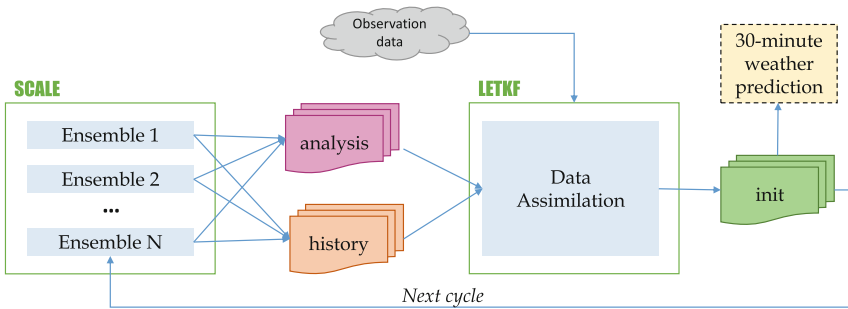 Observation
data
30-minute
weather
prediction
SCALE
LETKF
Ensemble 1
Ensemble 2
...
Ensemble N
analysis
history
Data
Assimilation
init
Next cycle